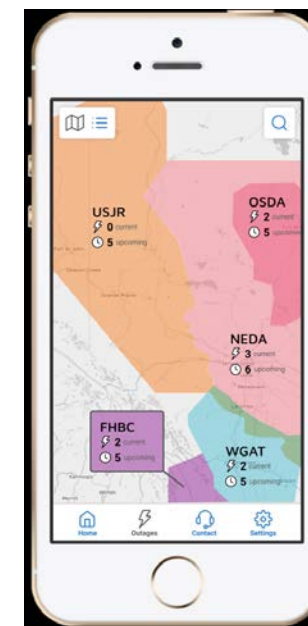 USJR
0 current
5 upcoming
OSDA
2 current
5 upcoming
NEDA
3 current
6 upcoming
FHBC
2 current
5 upcoming
WGAT
2 current
5 upcoming
Home
Outages
Contact
Settings